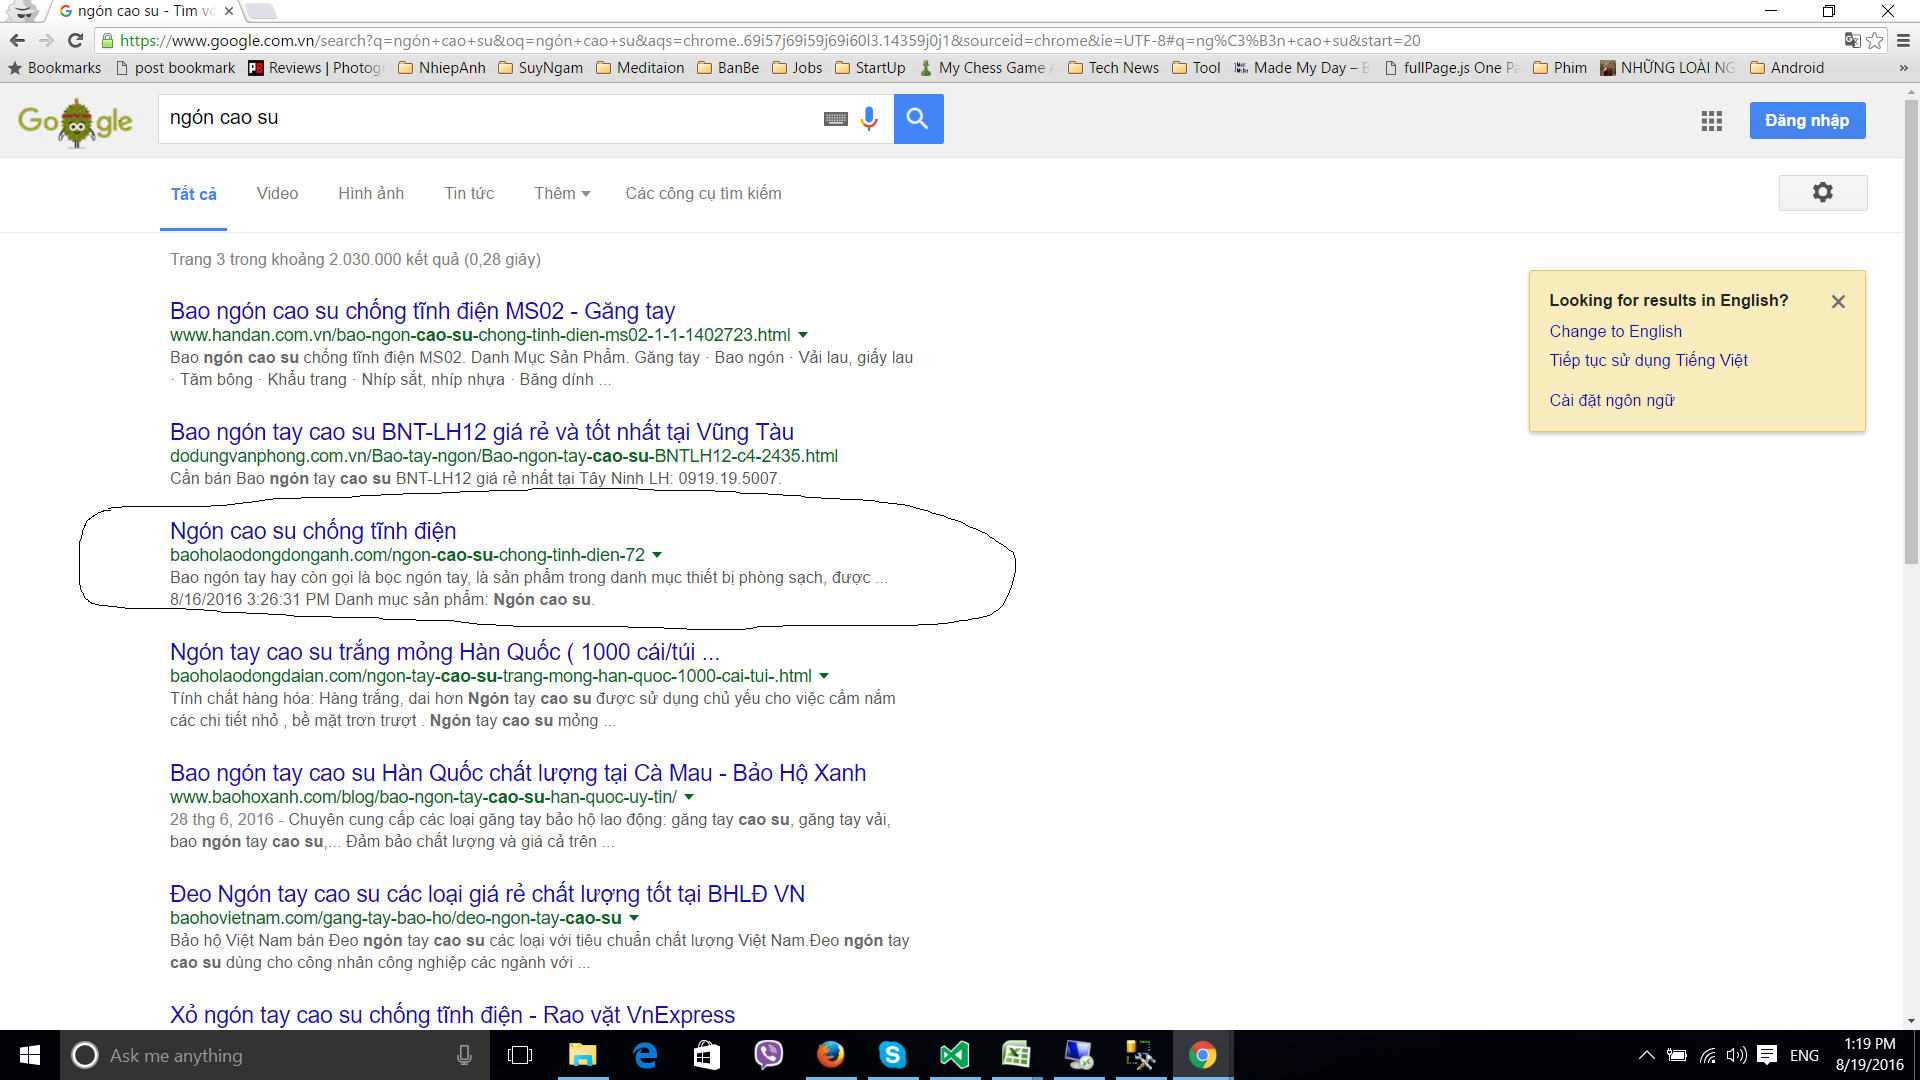 ngón cao su - Tìm vớ
https://www.google.com.vn/search?q=ngón+cao+su&oq=ngón+cao+su&aqs=chrome..69i57j69i59j69i60l3.14359j0j1&sourceid=chrome&ie=UTF-8#q=ng%C3%B3n+cao+su&start=20
Bookmarks post bookmark Reviews | Photogr NhiepAnh SuyNgam Meditaion BanBe Jobs StartUp My Chess Game A Tech News Tool Made My Day – B fullPage.js One Pa Phim NHỮNG LOÀI NG Android »
Google ngón cao su Đăng nhập
Tất cả Video Hình ảnh Tin tức Thêm Các công cụ tìm kiếm
Trang 3 trong khoảng 2.030.000 kết quả (0,28 giây)
Bao ngón cao su chống tĩnh điện MS02 - Găng tay
www.handan.com.vn/bao-ngon-cao-su-chong-tinh-dien-ms02-1-1-1402723.html
Bao ngón cao su chống tĩnh điện MS02. Danh Mục Sản Phẩm. Găng tay · Bao ngón · Vải lau, giấy lau
· Tăm bông · Khẩu trang · Nhíp sắt, nhíp nhựa · Băng dính ...
Bao ngón tay cao su BNT-LH12 giá rẻ và tốt nhất tại Vũng Tàu
dodungvanphong.com.vn/Bao-tay-ngon/Bao-ngon-tay-cao-su-BNTLH12-c4-2435.html
Cần bán Bao ngón tay cao su BNT-LH12 giá rẻ nhất tại Tây Ninh LH: 0919.19.5007.
Ngón cao su chống tĩnh điện
baoholaodongdonganh.com/ngon-cao-su-chong-tinh-dien-72
Bao ngón tay hay còn gọi là bọc ngón tay, là sản phẩm trong danh mục thiết bị phòng sạch, được ...
8/16/2016 3:26:31 PM Danh mục sản phẩm: Ngón cao su.
Ngón tay cao su trắng mỏng Hàn Quốc ( 1000 cái/túi ...
baoholaodongdaian.com/ngon-tay-cao-su-trang-mong-han-quoc-1000-cai-tui-.html
Tính chất hàng hóa: Hàng trắng, dai hơn Ngón tay cao su được sử dụng chủ yếu cho việc cầm nắm
các chi tiết nhỏ , bề mặt trơn trượt . Ngón tay cao su mỏng ...
Bao ngón tay cao su Hàn Quốc chất lượng tại Cà Mau - Bảo Hộ Xanh
www.baohoxanh.com/blog/bao-ngon-tay-cao-su-han-quoc-uy-tin/
28 thg 6, 2016 - Chuyên cung cấp các loại găng tay bảo hộ lao động: găng tay cao su, găng tay vải,
bao ngón tay cao su,... Đảm bảo chất lượng và giá cả trên ...
Đeo Ngón tay cao su các loại giá rẻ chất lượng tốt tại BHLĐ VN
baohovietnam.com/gang-tay-bao-ho/deo-ngon-tay-cao-su
Bảo hộ Việt Nam bán Đeo ngón tay cao su các loại với tiêu chuẩn chất lượng Việt Nam.Đeo ngón tay
cao su dùng cho công nhân công nghiệp các ngành với ...
Xỏ ngón tay cao su chống tĩnh điện - Rao vặt VnExpress
Looking for results in English?
Change to English
Tiếp tục sử dụng Tiếng Việt
Cài đặt ngôn ngữ
Ask me anything
ENG
1:19 PM
8/19/2016